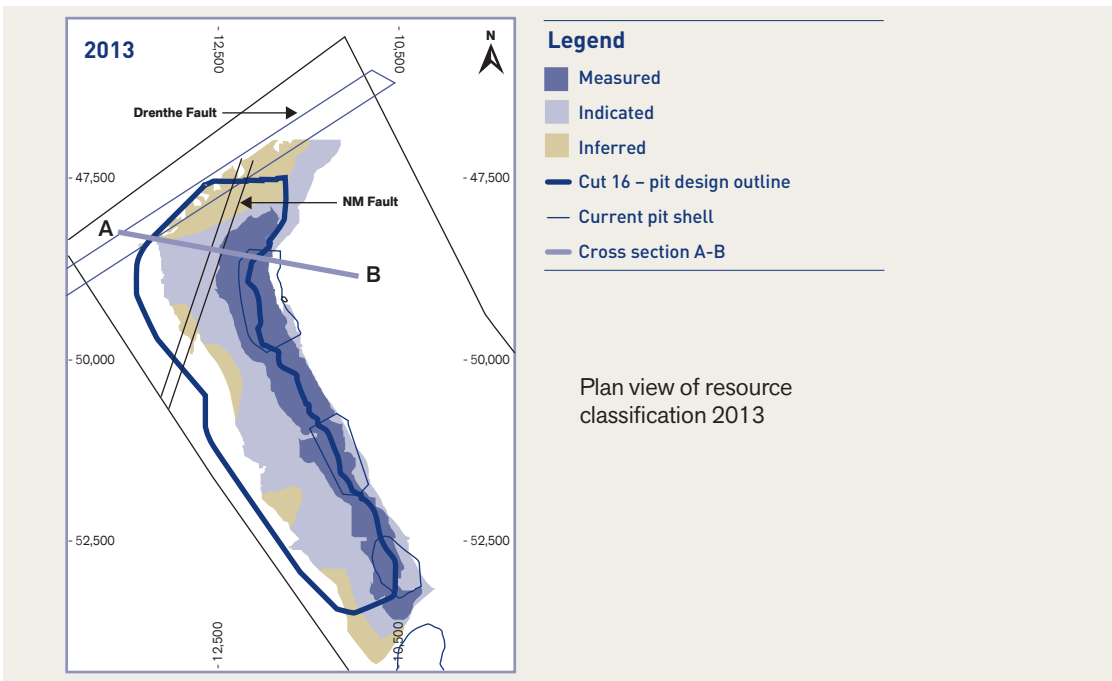 2013
- 12,500
- 10,500
N
Drenthe Fault
- 47,500
- 47,500
NM Fault
A
B
- 50,000
- 50,000
- 52,500
- 52,500
- 12,500
- 10,500
Legend
Measured
Indicated
Inferred
Cut 16 – pit design outline
Current pit shell
Cross section A-B
Plan view of resource
classification 2013